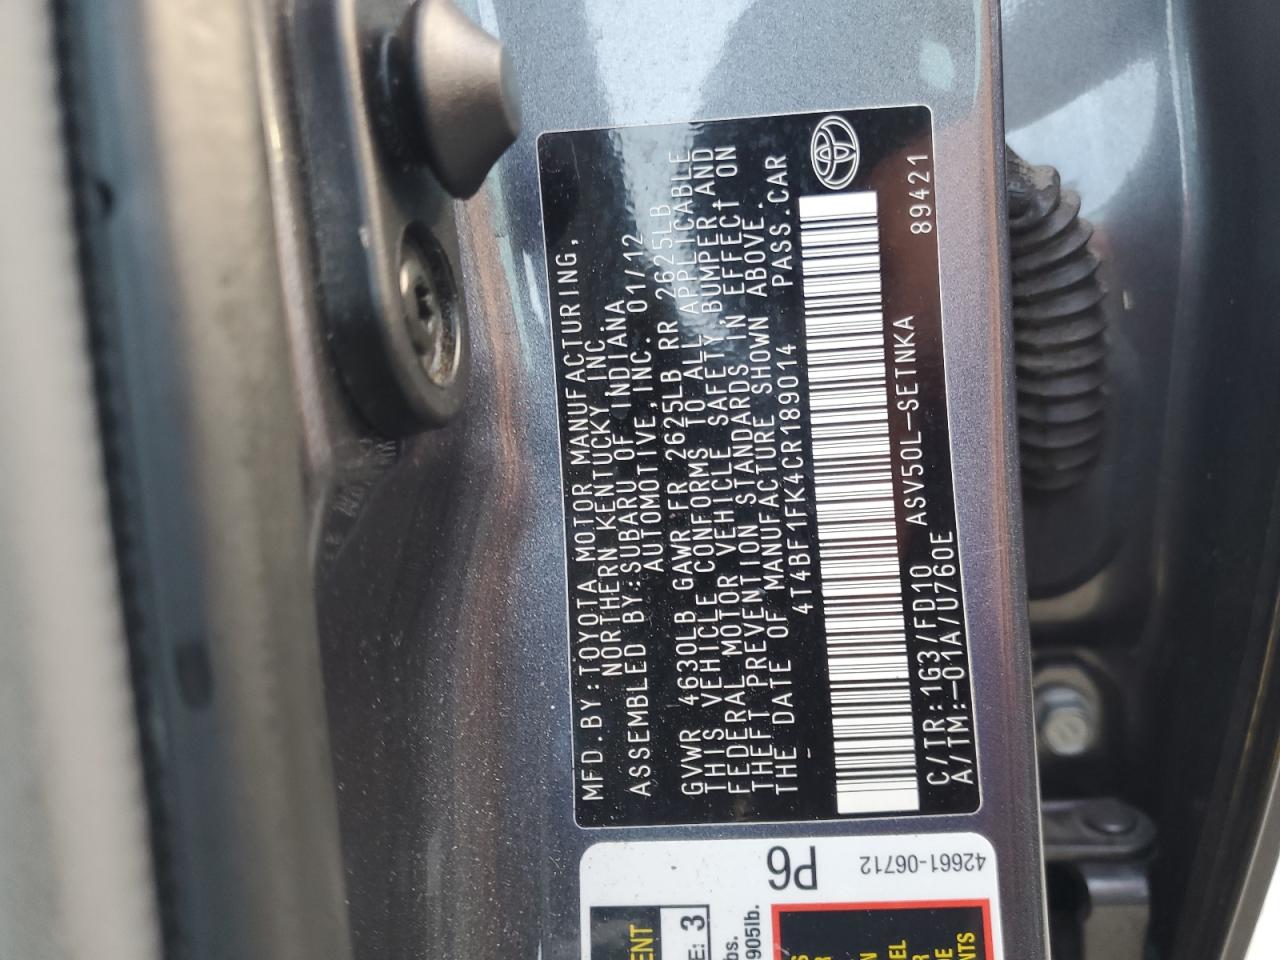 MFD.BY:TOYOTA MOTOR MANUFACTURING,
NORTHERN KENTUCKY INC.
ASSEMBLED BY:SUBARU OF INDIANA
AUTOMOTIVE, INC. 01/12
GVWR 4630LB GAWR FR 2625LB RR 2625LB
THIS VEHICLE CONFORMS TO ALL APPLICABLE
FEDERAL MOTOR VEHICLE SAFETY, BUMPER AND
THEFT PREVENTION STANDARDS IN EFFECT ON
THE DATE OF MANUFACTURE SHOWN ABOVE.
4T4BF1FK4CR189014 PASS.CAR
89421
C/TR:1G3/FD10 ASV50L-SETNKA
A/TM:-01A/U760E
P6
42661-06712
3
905lb.